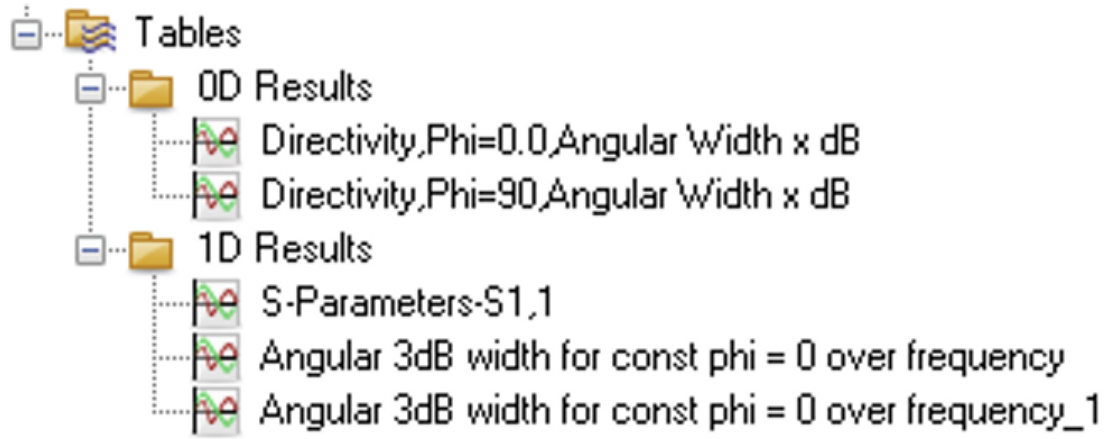 Tables
0D Results
Directivity,Phi=0.0,Angular Width x dB
Directivity,Phi=90,Angular Width x dB
1D Results
S-Parameters-S1,1
Angular 3dB width for const phi = 0 over frequency
Angular 3dB width for const phi = 0 over frequency_1